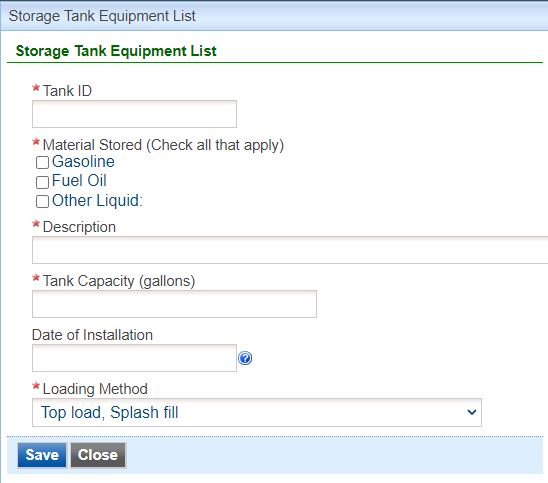 Storage Tank Equipment List
Storage Tank Equipment List
* Tank ID
* Material Stored (Check all that apply)
Gasoline
Fuel Oil
Other Liquid:
* Description
* Tank Capacity (gallons)
Date of Installation
?
* Loading Method
Top load, Splash fill
Save Close